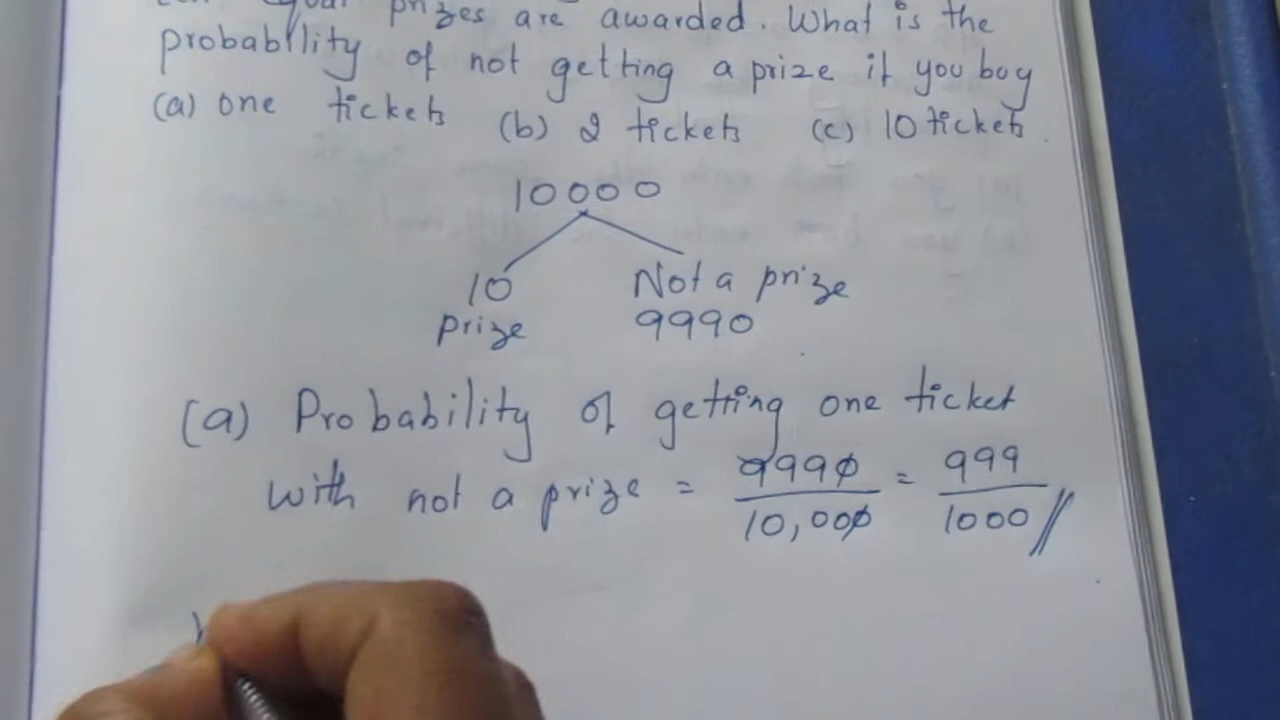 prizes are awarded. What is the
probability of not getting a prize if you boy
(a) one tickets (b) 2 tickets (c) 10 tickets
10000
10 Not a prize
prize 9990
(a) Probability of getting one ticket
with not a prize = 9990/10,000 = 999/1000 //